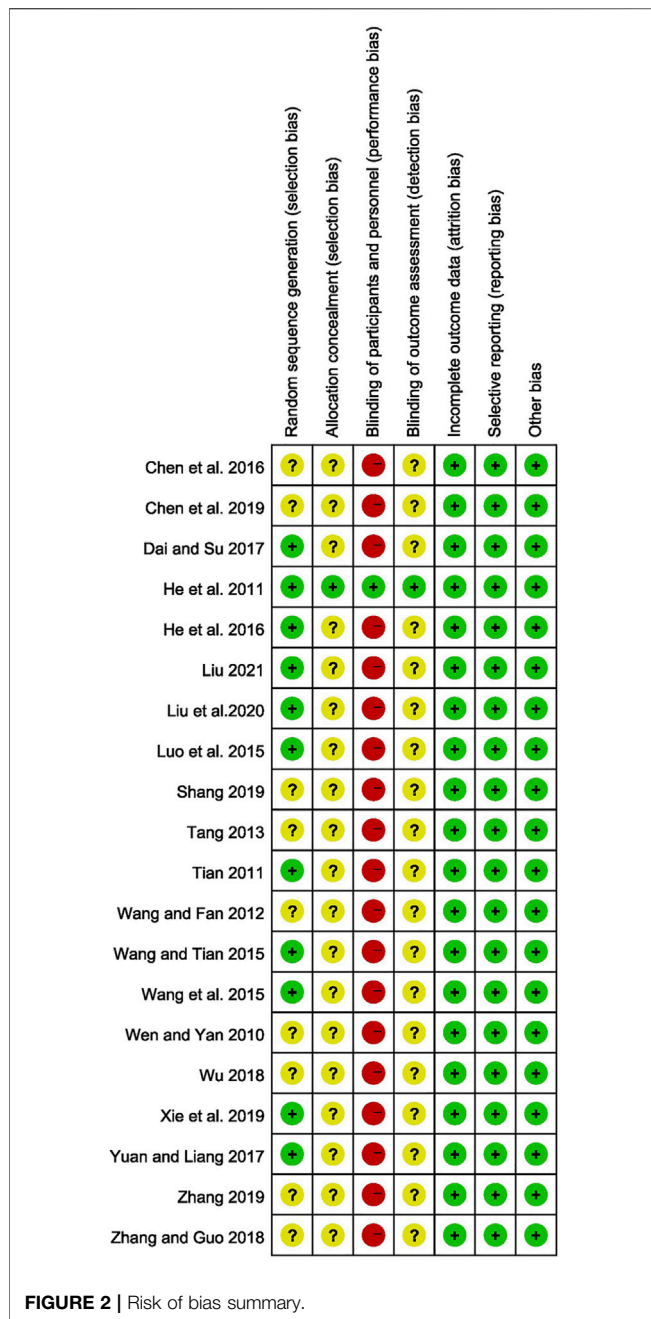 Random sequence generation (selection bias)
Allocation concealment (selection bias)
Blinding of participants and personnel (performance bias)
Blinding of outcome assessment (detection bias)
Incomplete outcome data (attrition bias)
Selective reporting (reporting bias)
Other bias
Chen et al. 2016 ? ? - ? + + +
Chen et al. 2019 ? ? - ? + + +
Dai and Su 2017 + ? - ? + + +
He et al. 2011 + + + + + + +
He et al. 2016 + ? - ? + + +
Liu 2021 + ? - ? + + +
Liu et al.2020 + ? - ? + + +
Luo et al. 2015 + ? - ? + + +
Shang 2019 ? ? - ? + + +
Tang 2013 ? ? - ? + + +
Tian 2011 + ? - ? + + +
Wang and Fan 2012 ? ? - ? + + +
Wang and Tian 2015 + ? - ? + + +
Wang et al. 2015 + ? - ? + + +
Wen and Yan 2010 ? ? - ? + + +
Wu 2018 ? ? - ? + + +
Xie et al. 2019 + ? - ? + + +
Yuan and Liang 2017 + ? - ? + + +
Zhang 2019 ? ? - ? + + +
Zhang and Guo 2018 ? ? - ? + + +
FIGURE 2 | Risk of bias summary.